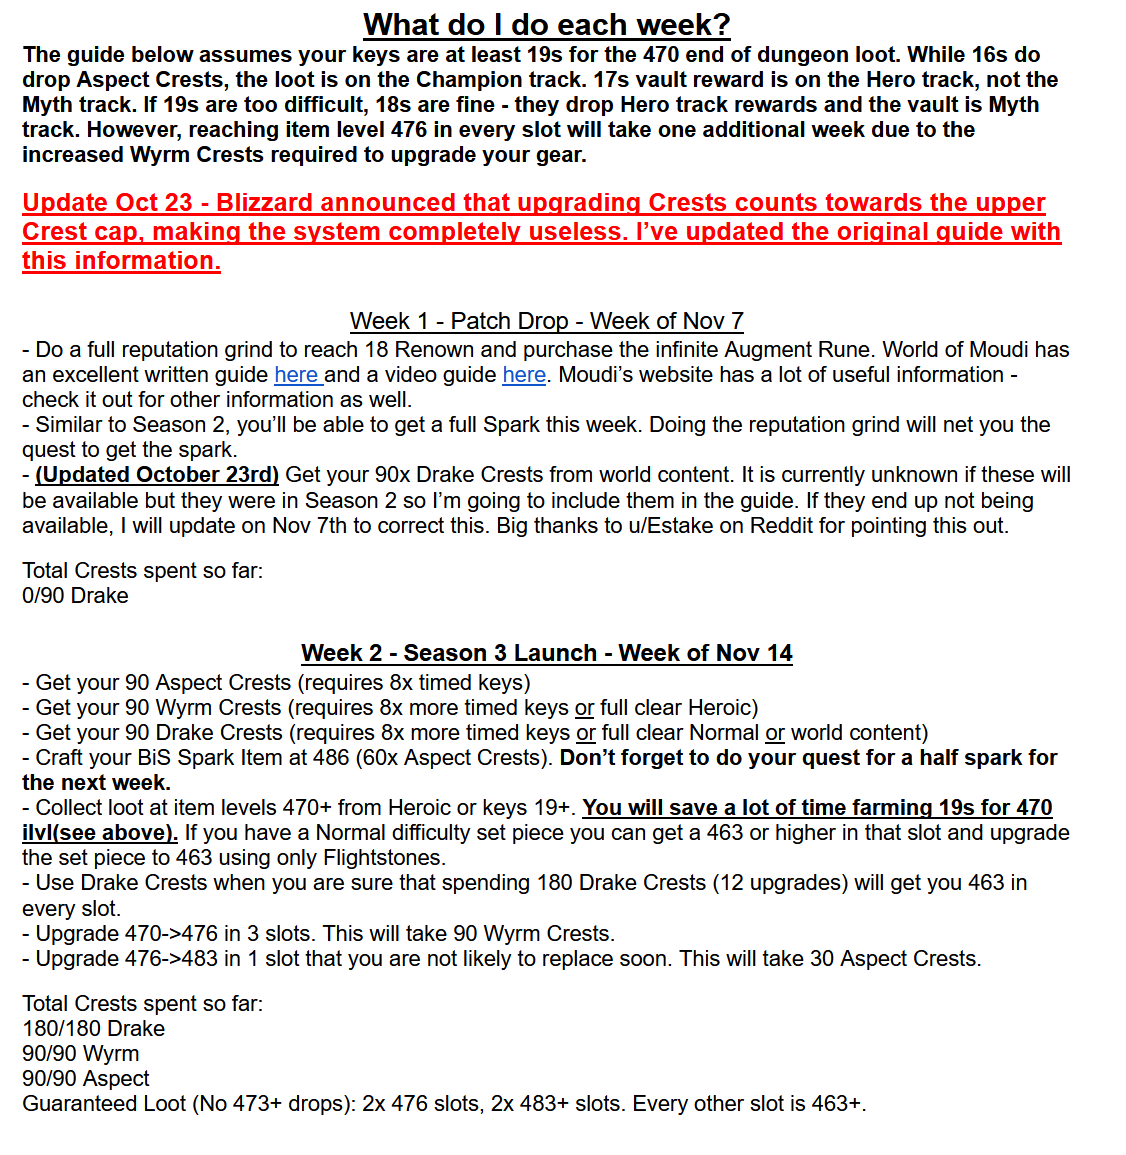 What do I do each week?
The guide below assumes your keys are at least 19s for the 470 end of dungeon loot. While 16s do
drop Aspect Crests, the loot is on the Champion track. 17s vault reward is on the Hero track, not the
Myth track. If 19s are too difficult, 18s are fine - they drop Hero track rewards and the vault is Myth
track. However, reaching item level 476 in every slot will take one additional week due to the
increased Wyrm Crests required to upgrade your gear.
Update Oct 23 - Blizzard announced that upgrading Crests counts towards the upper
Crest cap, making the system completely useless. I’ve updated the original guide with
this information.
Week 1 - Patch Drop - Week of Nov 7
- Do a full reputation grind to reach 18 Renown and purchase the infinite Augment Rune. World of Moudi has
an excellent written guide here and a video guide here. Moudi’s website has a lot of useful information -
check it out for other information as well.
- Similar to Season 2, you’ll be able to get a full Spark this week. Doing the reputation grind will net you the
quest to get the spark.
- (Updated October 23rd) Get your 90x Drake Crests from world content. It is currently unknown if these will
be available but they were in Season 2 so I’m going to include them in the guide. If they end up not being
available, I will update on Nov 7th to correct this. Big thanks to u/Estake on Reddit for pointing this out.
Total Crests spent so far:
0/90 Drake
Week 2 - Season 3 Launch - Week of Nov 14
- Get your 90 Aspect Crests (requires 8x timed keys)
- Get your 90 Wyrm Crests (requires 8x more timed keys or full clear Heroic)
- Get your 90 Drake Crests (requires 8x more timed keys or full clear Normal or world content)
- Craft your BiS Spark Item at 486 (60x Aspect Crests). Don’t forget to do your quest for a half spark for
the next week.
- Collect loot at item levels 470+ from Heroic or keys 19+. You will save a lot of time farming 19s for 470
ilvl(see above). If you have a Normal difficulty set piece you can get a 463 or higher in that slot and upgrade
the set piece to 463 using only Flightstones.
- Use Drake Crests when you are sure that spending 180 Drake Crests (12 upgrades) will get you 463 in
every slot.
- Upgrade 470->476 in 3 slots. This will take 90 Wyrm Crests.
- Upgrade 476->483 in 1 slot that you are not likely to replace soon. This will take 30 Aspect Crests.
Total Crests spent so far:
180/180 Drake
90/90 Wyrm
90/90 Aspect
Guaranteed Loot (No 473+ drops): 2x 476 slots, 2x 483+ slots. Every other slot is 463+.